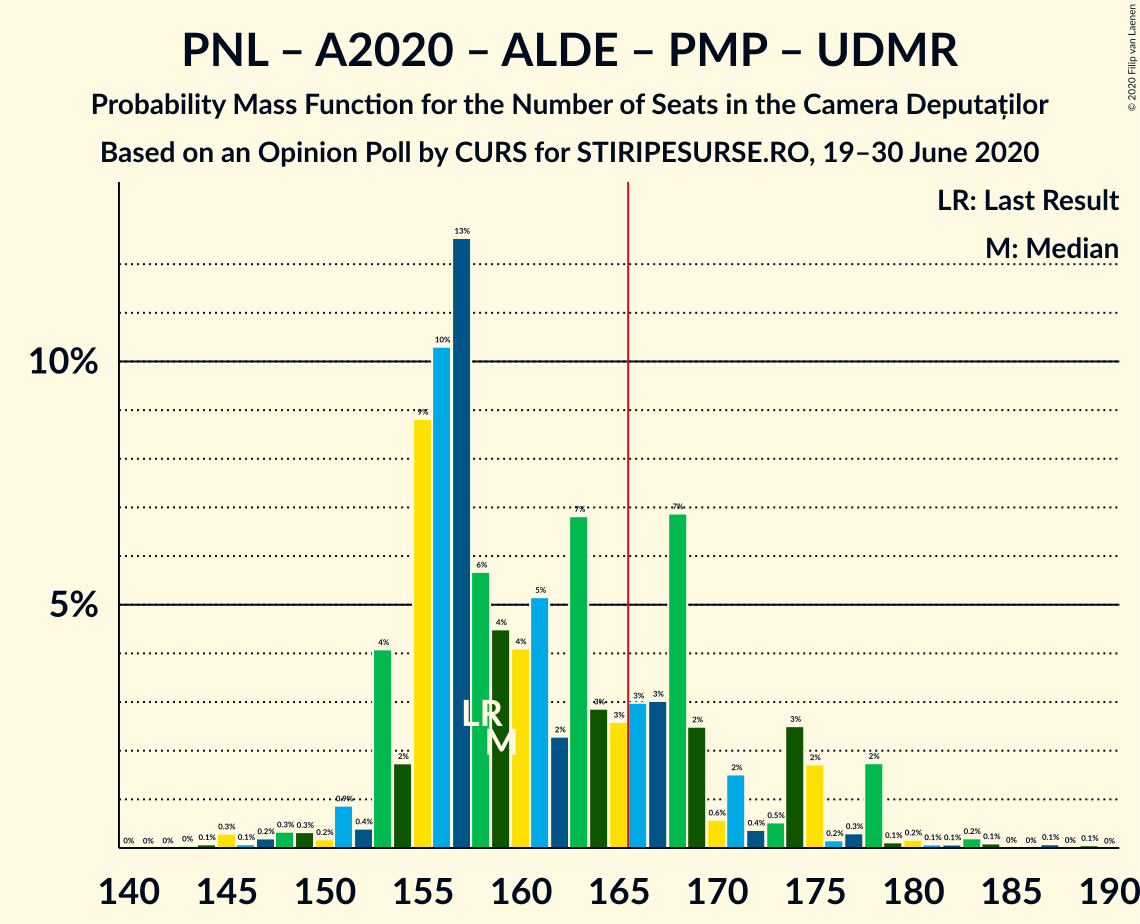 PNL – A2020 – ALDE – PMP – UDMR
Probability Mass Function for the Number of Seats in the Camera Deputaților
Based on an Opinion Poll by CURS for STIRIPESURSE.RO, 19–30 June 2020
© 2020 Filip van Laenen
LR: Last Result
M: Median
10%
5%
0% 0% 0% 0% 0.1% 0.3% 0.1% 0.2% 0.3% 0.3% 0.2% 0.9% 0.4% 4% 2% 9% 10% 13% 6% 4% 4% 5% 2% 7% 3% 3% 3% 3% 7% 2% 0.6% 2% 0.4% 0.5% 3% 2% 0.2% 0.3% 2% 0.1% 0.2% 0.1% 0.1% 0.2% 0.1% 0% 0% 0.1% 0% 0.1% 0%
LR
M
140 145 150 155 160 165 170 175 180 185 190